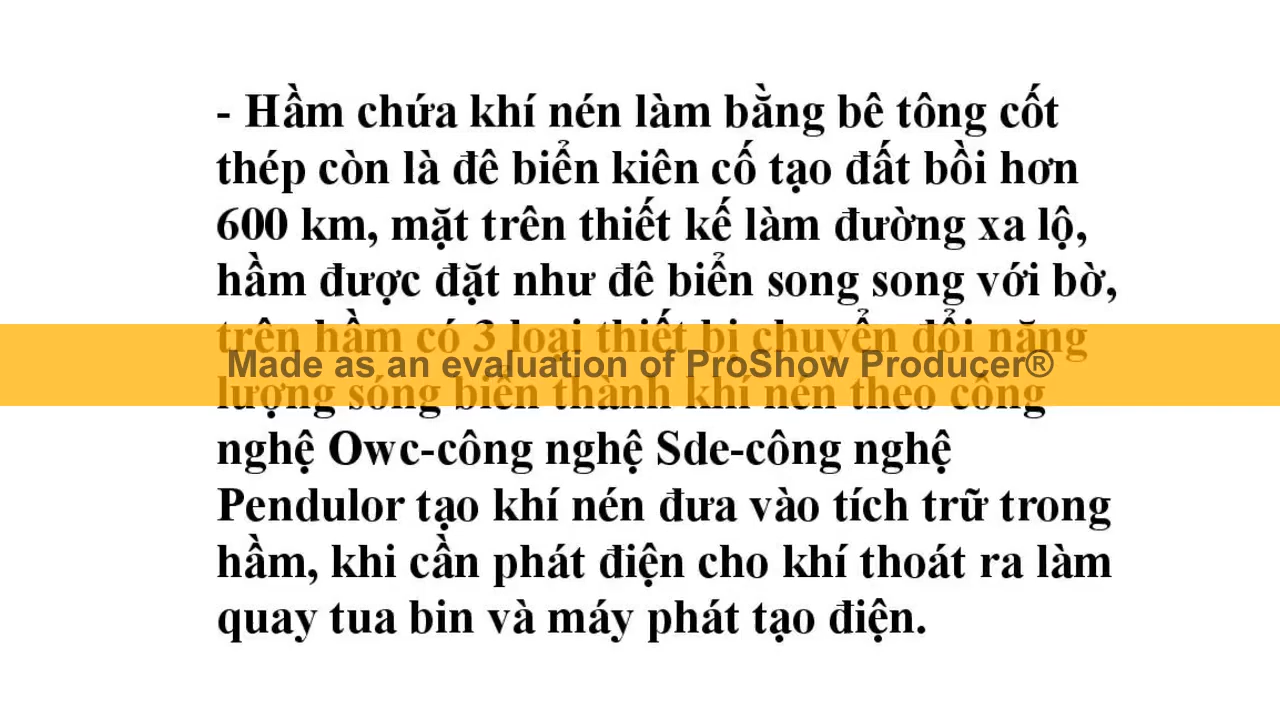 - Hầm chứa khí nén làm bằng bê tông cốt
thép còn là đê biển kiên cố tạo đất bồi hơn
600 km, mặt trên thiết kế làm đường xa lộ,
hầm được đặt như đê biển song song với bờ,
trên hầm có 3 loại thiết bị chuyển đổi năng
Made as an evaluation of ProShow Producer®
lượng sóng biển thành khí nén theo công
nghệ Owc-công nghệ Sde-công nghệ
Pendulor tạo khí nén đưa vào tích trữ trong
hầm, khi cần phát điện cho khí thoát ra làm
quay tua bin và máy phát tạo điện.